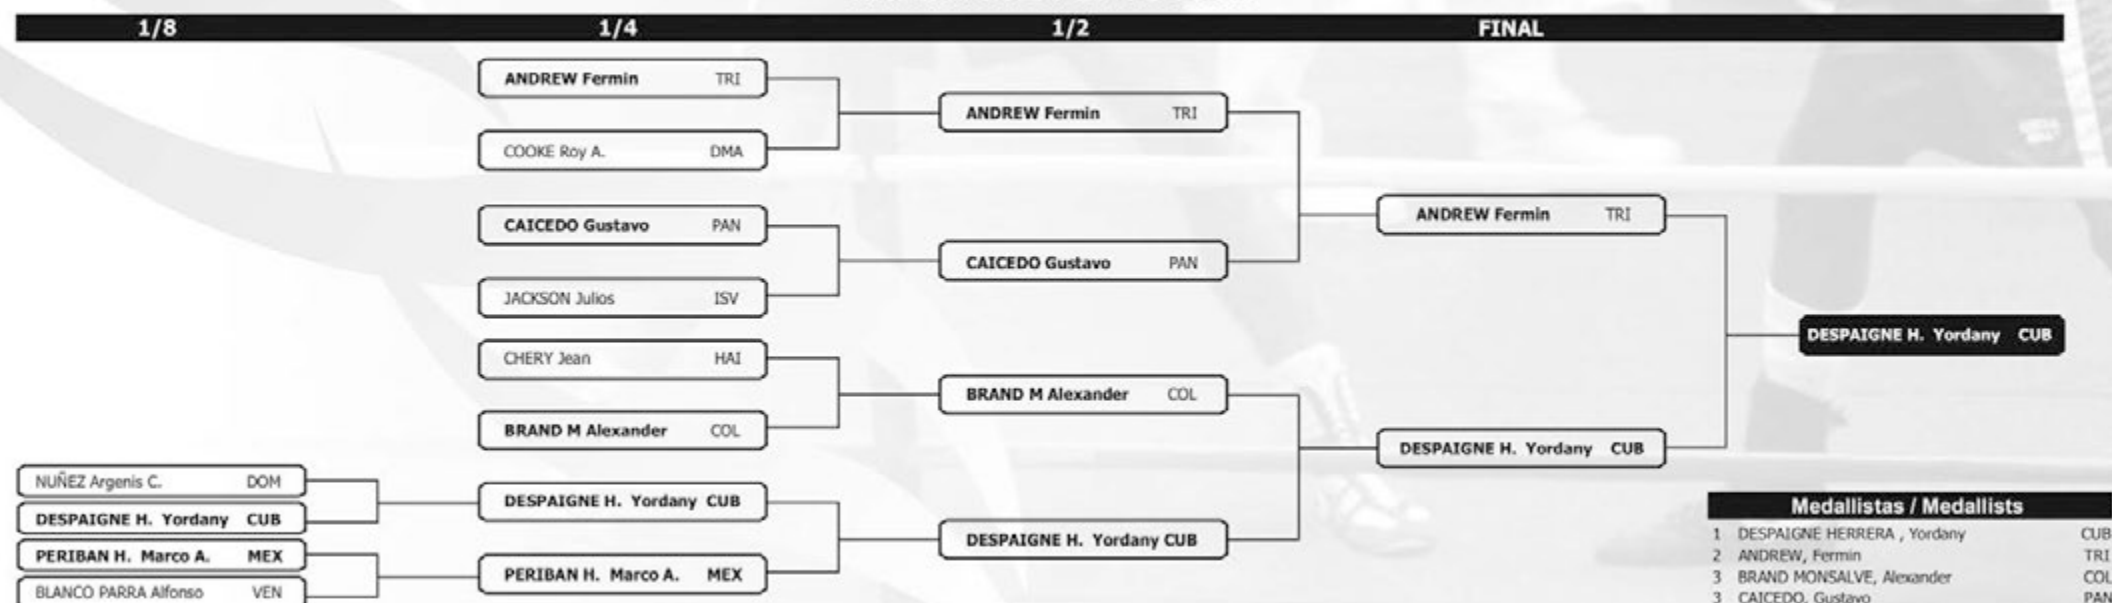 1/8 1/4 1/2 FINAL
ANDREW Fermin TRI
COOKE Roy A. DMA
CAICEDO Gustavo PAN
JACKSON Julios ISV
CHERY Jean HAI
BRAND M Alexander COL
NUÑEZ Argenis C. DOM
DESPAIGNE H. Yordany CUB
PERIBAN H. Marco A. MEX
BLANCO PARRA Alfonso VEN
DESPAIGNE H. Yordany CUB
PERIBAN H. Marco A. MEX
ANDREW Fermin TRI
CAICEDO Gustavo PAN
BRAND M Alexander COL
DESPAIGNE H. Yordany CUB
ANDREW Fermin TRI
DESPAIGNE H. Yordany CUB
DESPAIGNE H. Yordany CUB
Medallistas / Medallists
1 DESPAIGNE HERRERA , Yordany CUB
2 ANDREW, Fermin TRI
3 BRAND MONSALVE, Alexander COL
3 CAICEDO, Gustavo PAN